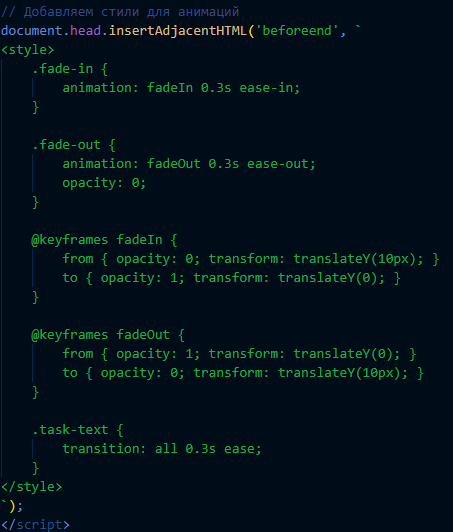 // Добавляем стили для анимаций
document.head.insertAdjacentHTML('beforeend', `
<style>
    .fade-in {
        animation: fadeIn 0.3s ease-in;
    }

    .fade-out {
        animation: fadeOut 0.3s ease-out;
        opacity: 0;
    }

    @keyframes fadeIn {
        from { opacity: 0; transform: translateY(10px); }
        to { opacity: 1; transform: translateY(0); }
    }

    @keyframes fadeOut {
        from { opacity: 1; transform: translateY(0); }
        to { opacity: 0; transform: translateY(10px); }
    }

    .task-text {
        transition: all 0.3s ease;
    }
</style>
`);
</script>